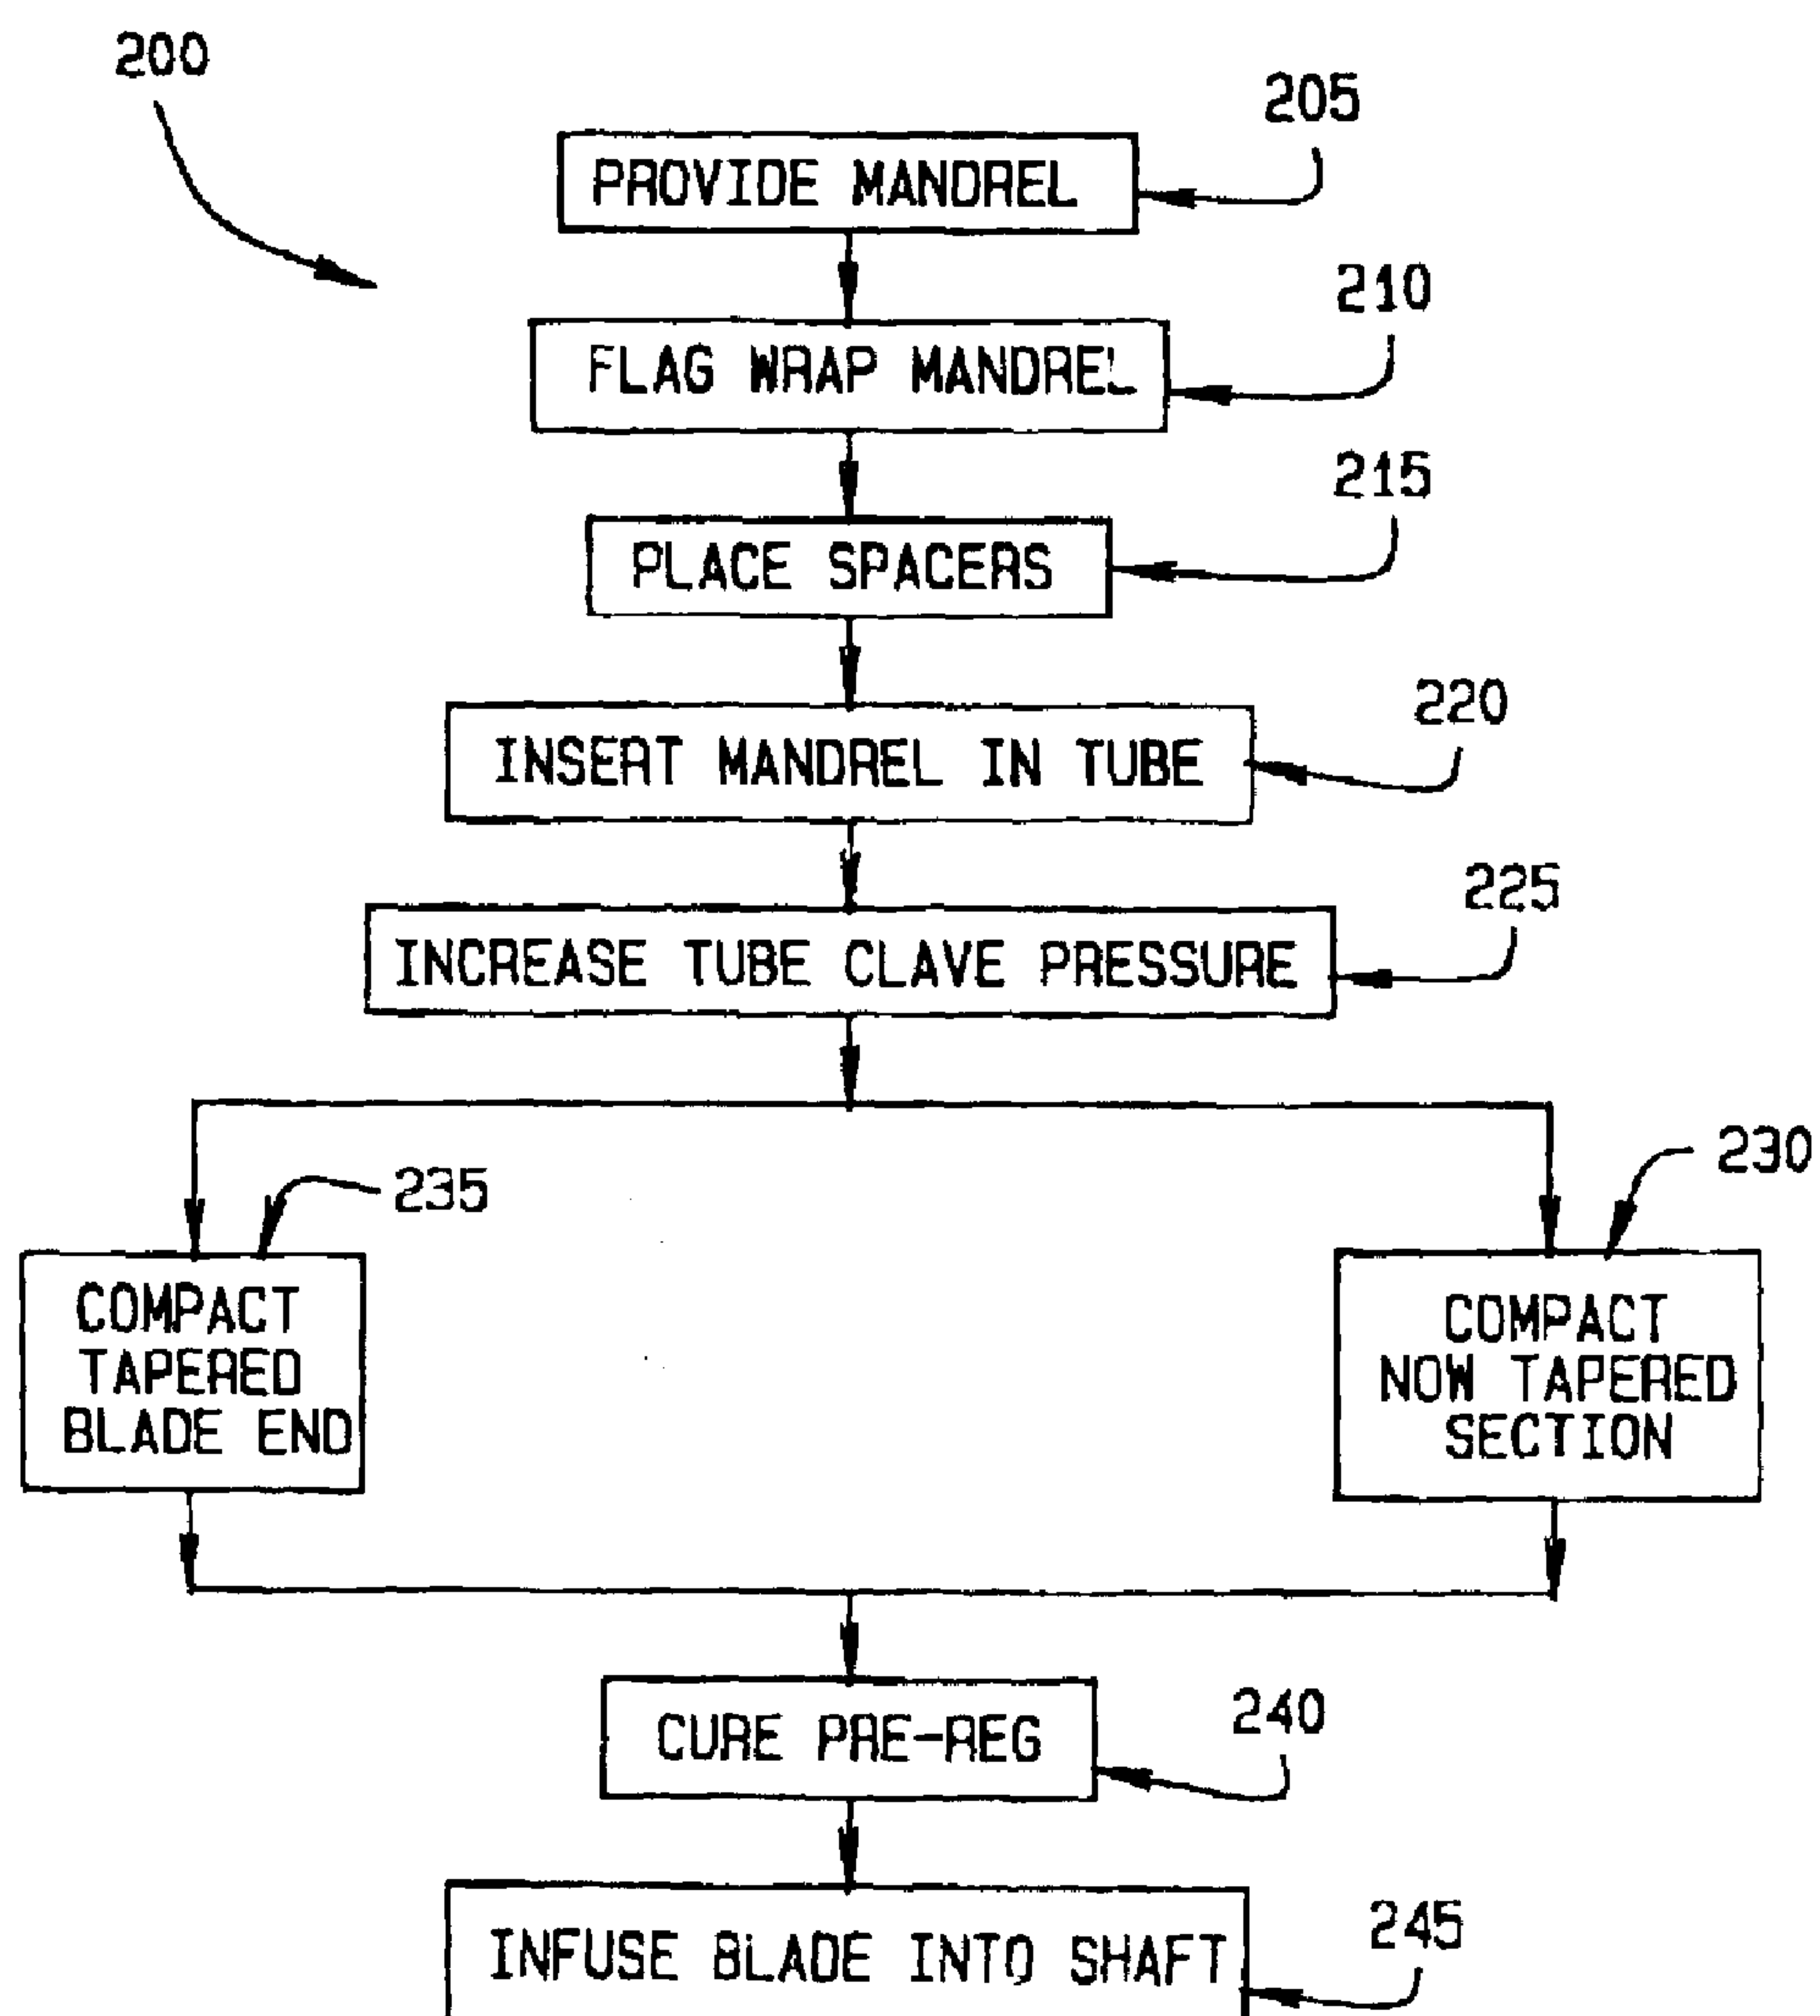 200
205
PROVIDE MANDREL
210
FLAG WRAP MANDREL
215
PLACE SPACERS
220
INSERT MANDREL IN TUBE
225
INCREASE TUBE CLAVE PRESSURE
235
230
COMPACT
TAPERED
BLADE END
COMPACT
NOW TAPERED
SECTION
240
CURE PRE-REG
245
INFUSE BLADE INTO SHAFT